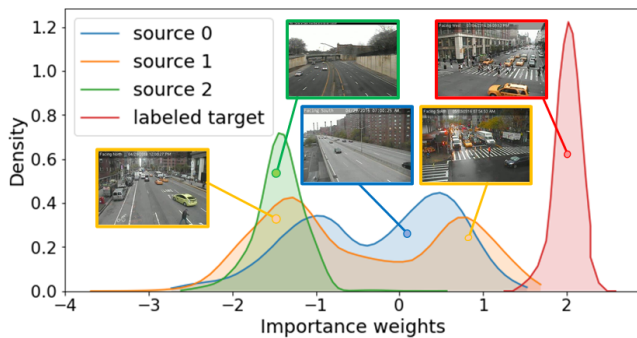 1.2
1.0
0.8
0.6
0.4
0.2
0.0
Density
source 0
source 1
source 2
labeled target
−4
−3
−2
−1
0
1
2
Importance weights